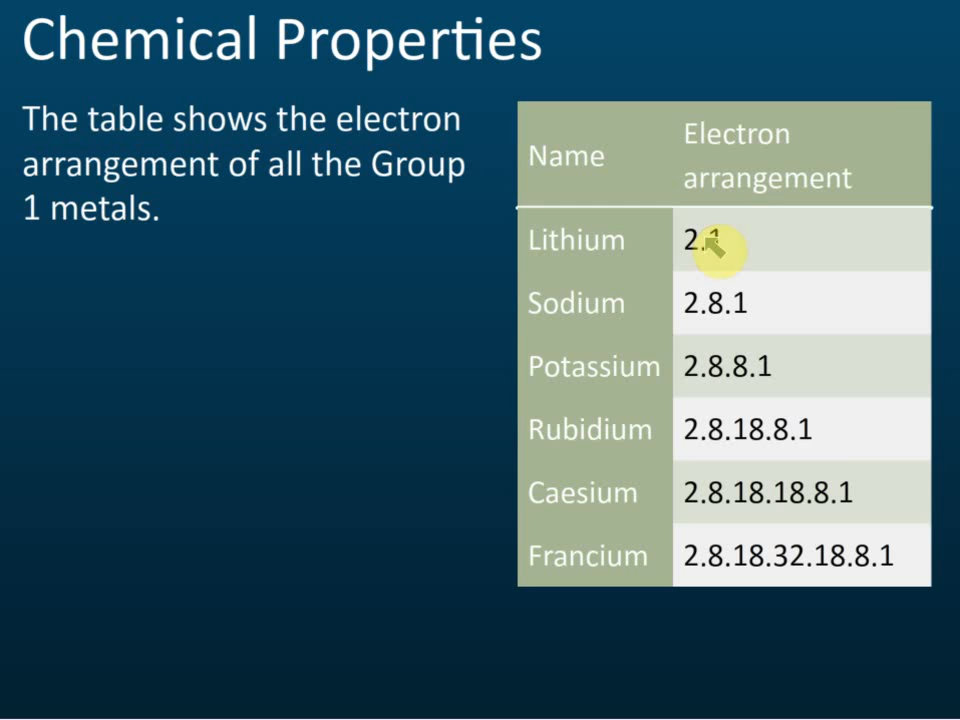 Chemical Properties
The table shows the electron
arrangement of all the Group
1 metals.
Name
Electron
arrangement
Lithium 2.1
Sodium 2.8.1
Potassium 2.8.8.1
Rubidium 2.8.18.8.1
Caesium 2.8.18.18.8.1
Francium 2.8.18.32.18.8.1